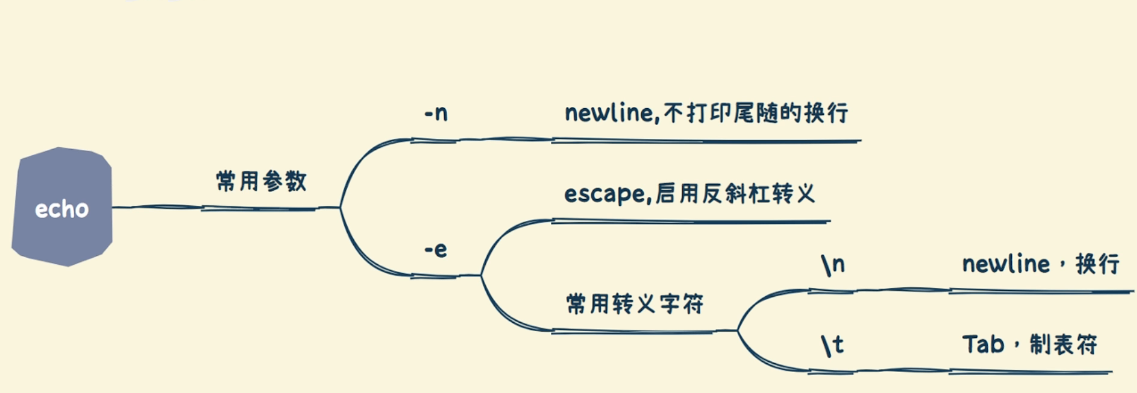 echo
常用参数
-n
newline,不打印尾随的换行
-e
escape,启用反斜杠转义
常用转义字符
\n
newline，换行
\t
Tab，制表符